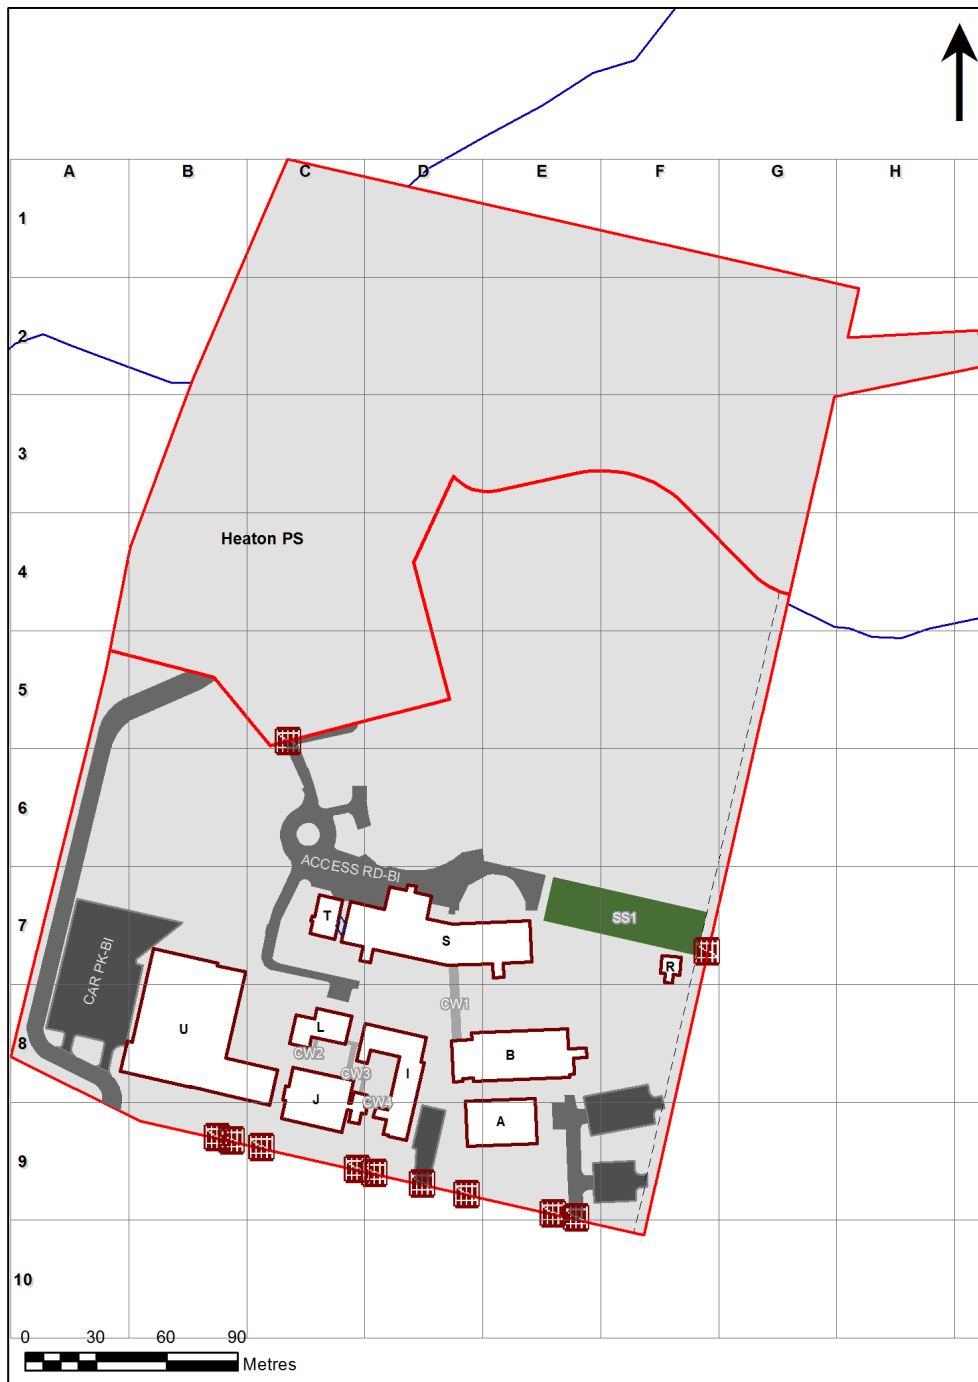 A B C D E F G H
1
2
3
Heaton PS
4
5
6
ACCESS RD-BI
7
T
S
SS1
R
CAR PK-BI
CW1
U
L
8
CW2
B
CW3
I
J
CW4
A
9
10
0 30 60 90
Metres